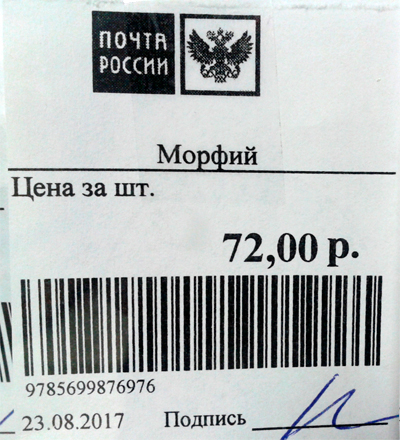 ПОЧТА
РОССИИ
Морфий
Цена за шт.
72,00 р.
9785699876976
23.08.2017 Подпись